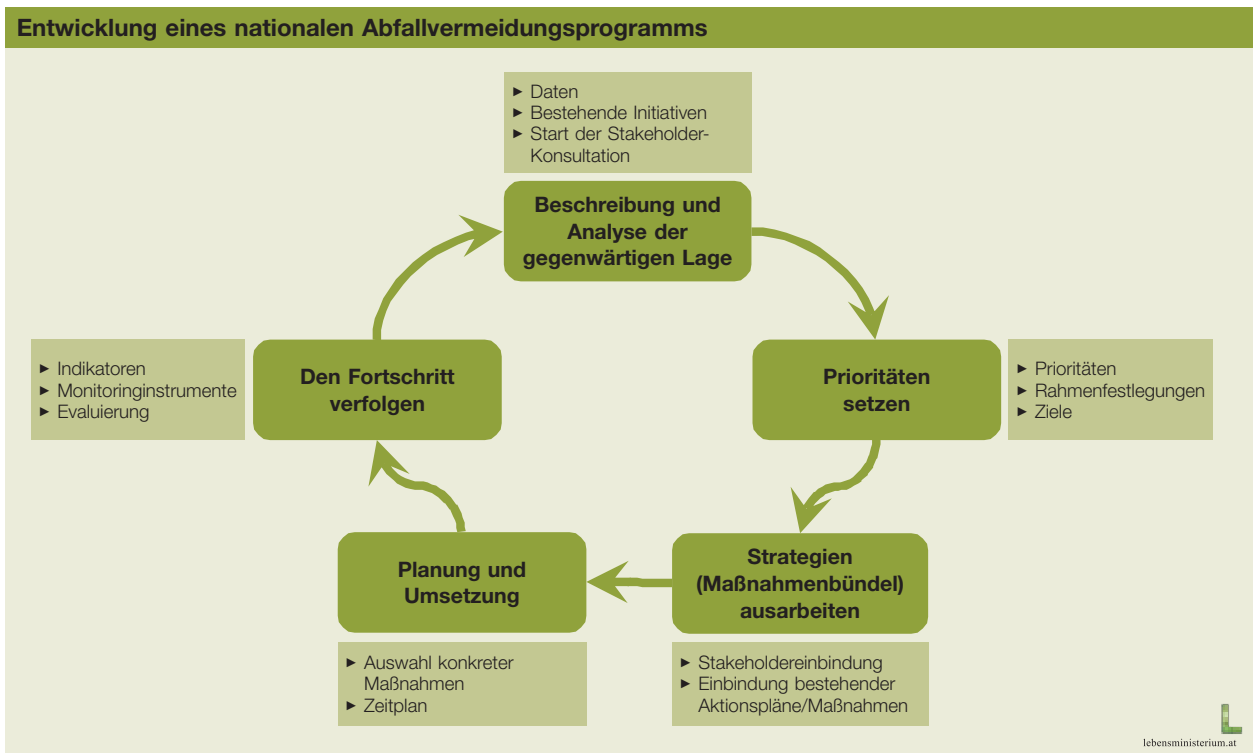 Entwicklung eines nationalen Abfallvermeidungsprogramms
► Daten
► Bestehende Initiativen
► Start der Stakeholder-
Konsultation
Beschreibung und
Analyse der
gegenwärtigen Lage
► Indikatoren
► Monitoringinstrumente
► Evaluierung
Den Fortschritt
verfolgen
Prioritäten
setzen
► Prioritäten
► Rahmenfestlegungen
► Ziele
Planung und
Umsetzung
Strategien
(Maßnahmenbündel)
ausarbeiten
► Auswahl konkreter
Maßnahmen
► Zeitplan
► Stakeholdereinbindung
► Einbindung bestehender
Aktionspläne/Maßnahmen
lebensministerium.at